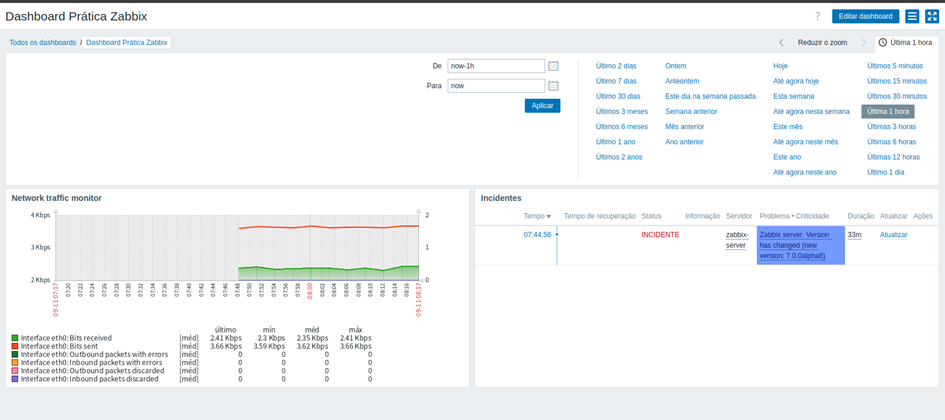 Dashboard Prática Zabbix
?
Editar dashboard
Todos os dashboards / Dashboard Prática Zabbix
Reduzir o zoom
Última 1 hora
De now-1h
Para now
Aplicar
Último 2 dias Ontem Hoje Últimos 5 minutos
Último 7 dias Anteontem Até agora hoje Últimos 15 minutos
Último 30 dias Este dia na semana passada Esta semana Últimos 30 minutos
Últimos 3 meses Semana anterior Até agora nesta semana Última 1 hora
Últimos 6 meses Mês anterior Este mês Últimas 3 horas
Último 1 ano Ano anterior Até agora neste mês Últimas 6 horas
Últimos 2 anos Este ano Últimas 12 horas
Até agora neste ano Último 1 dia
Network traffic monitor
4 Kbps 2
3 Kbps 1
2 Kbps 0
09-11 07:17 07:20 07:22 07:24 07:26 07:28 07:30 07:32 07:34 07:36 07:38 07:40 07:42 07:44 07:46 07:48 07:50 07:52 07:54 07:56 07:58 08:00 08:02 08:04 08:06 08:08 08:10 08:12 08:14 08:16 09-11 08:17
último mín méd máx
Interface eth0: Bits received [méd] 2.41 Kbps 2.3 Kbps 2.35 Kbps 2.41 Kbps
Interface eth0: Bits sent [méd] 3.66 Kbps 3.59 Kbps 3.62 Kbps 3.66 Kbps
Interface eth0: Outbound packets with errors [méd] 0 0 0 0
Interface eth0: Inbound packets with errors [méd] 0 0 0 0
Interface eth0: Outbound packets discarded [méd] 0 0 0 0
Interface eth0: Inbound packets discarded [méd] 0 0 0 0
Incidentes
Tempo Tempo de recuperação Status Informação Servidor Problema • Criticidade Duração Atualizar Ações
07:44:56 INCIDENTE zabbix-server Zabbix server: Version 33m Atualizar
has changed (new
version: 7.0.0alpha8)